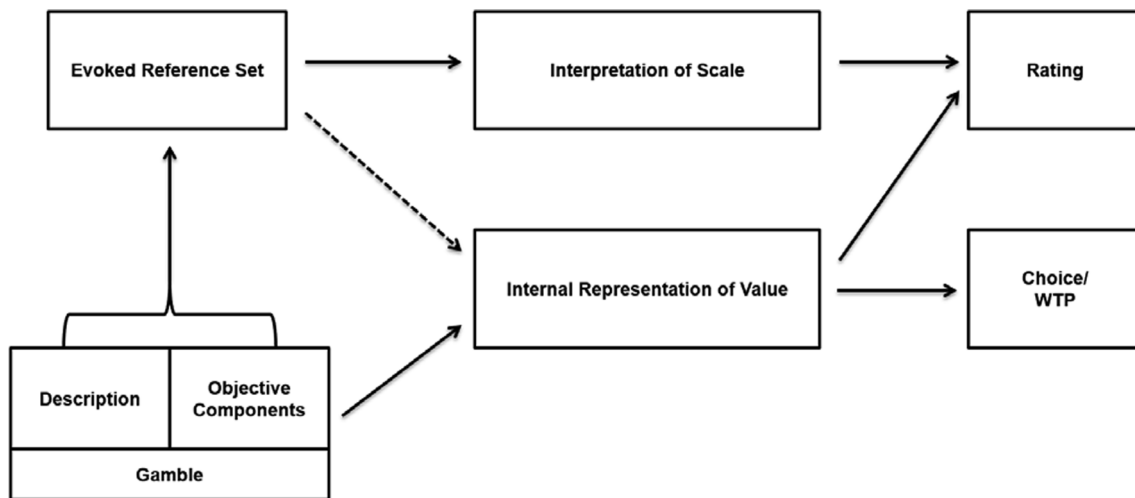 Evoked Reference Set
Interpretation of Scale
Rating
Internal Representation of Value
Choice/
WTP
Description
Objective
Components
Gamble